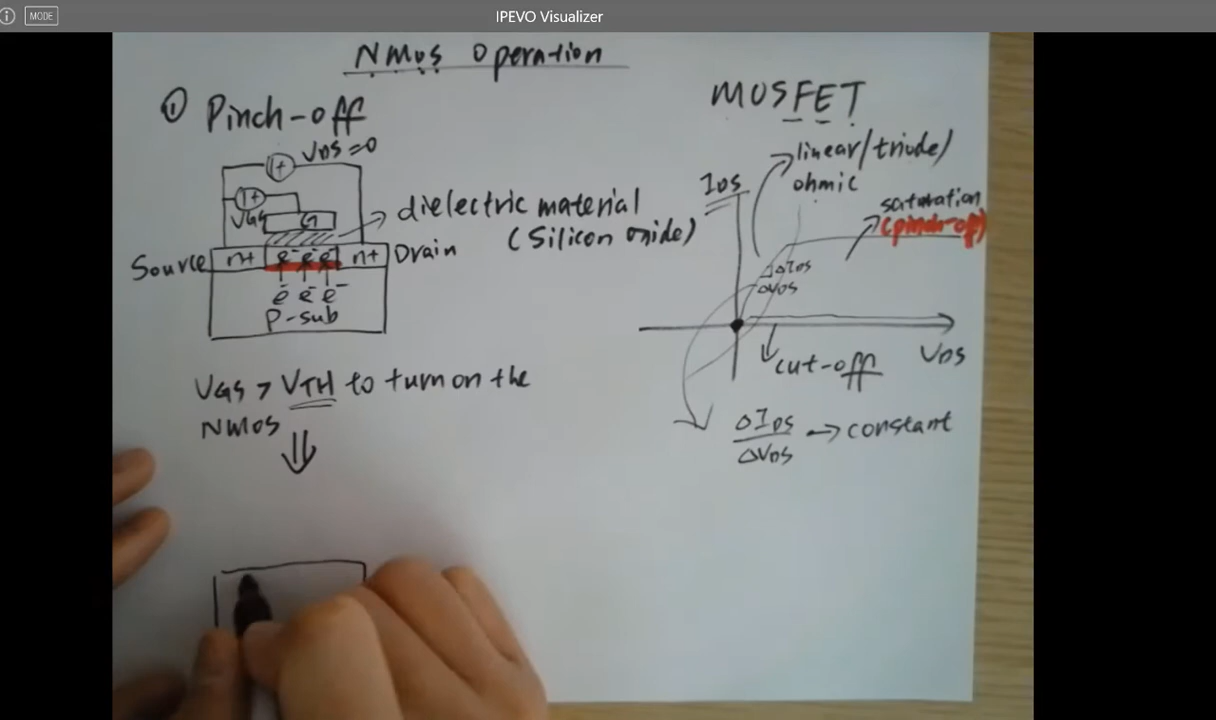 MODE
IPEVO Visualizer
NMOS Operation
① Pinch-off
VDS=0
VGS
G
dielectric material
(Silicon oxide)
Source
n+
e⁻ e⁻ e⁻
n+
Drain
e⁻ e⁻ e⁻
P-sub
VGS > VTH to turn on the
NMOS
MOSFET
linear/triode/
ohmic
IDS
saturation
(pinch-off)
ΔIDS
ΔVDS
VDS
cut-off
ΔIDS
ΔVDS
→ constant